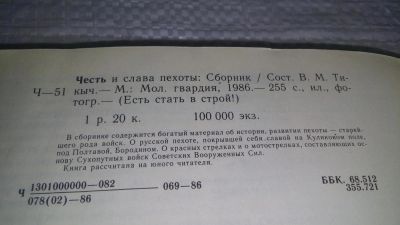 Честь и слава пехоты: Сборник / Сост. В. М. Ти-
Ч—51 кыч.— М.: Мол. гвардия, 1986.— 255 с., ил., фо-
тогр.— (Есть стать в строй!)
1 р. 20 к. 100 000 экз.
В сборнике содержится богатый материал об истории, развитии пехоты — старей-
шего рода войск. О русской пехоте, покрывшей себя славой на Куликовом поле,
под Полтавой, Бородином. О красных стрелках и о мотострелках, составляющих ос-
нову Сухопутных войск Советских Вооруженных Сил.
Книга рассчитана на юного читателя.
Ч 1301000000—082 069—86 ББК. 68.512
078(02)—86 355.721